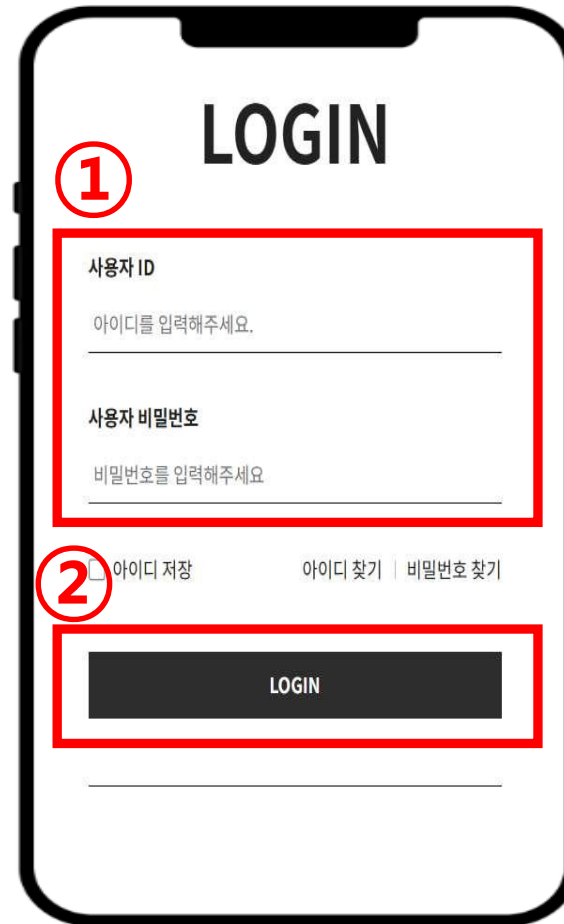 LOGIN
①
사용자 ID
아이디를 입력해주세요.
사용자 비밀번호
비밀번호를 입력해주세요
②
아이디 저장 아이디 찾기 | 비밀번호 찾기
LOGIN